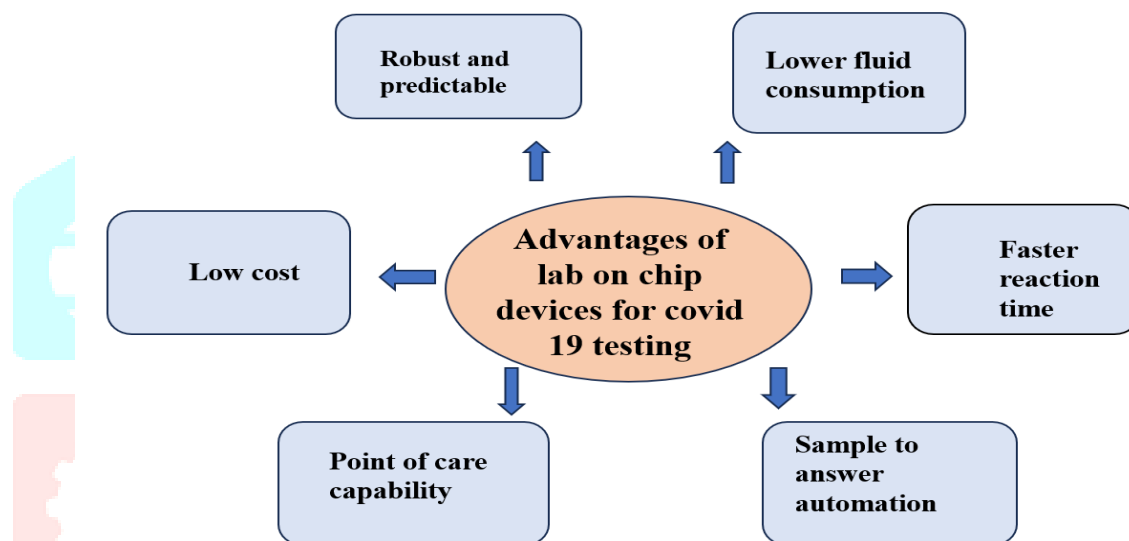 Robust and
predictable
Lower fluid
consumption
Low cost
Advantages of
lab on chip
devices for covid
19 testing
Faster
reaction
time
Point of care
capability
Sample to
answer
automation